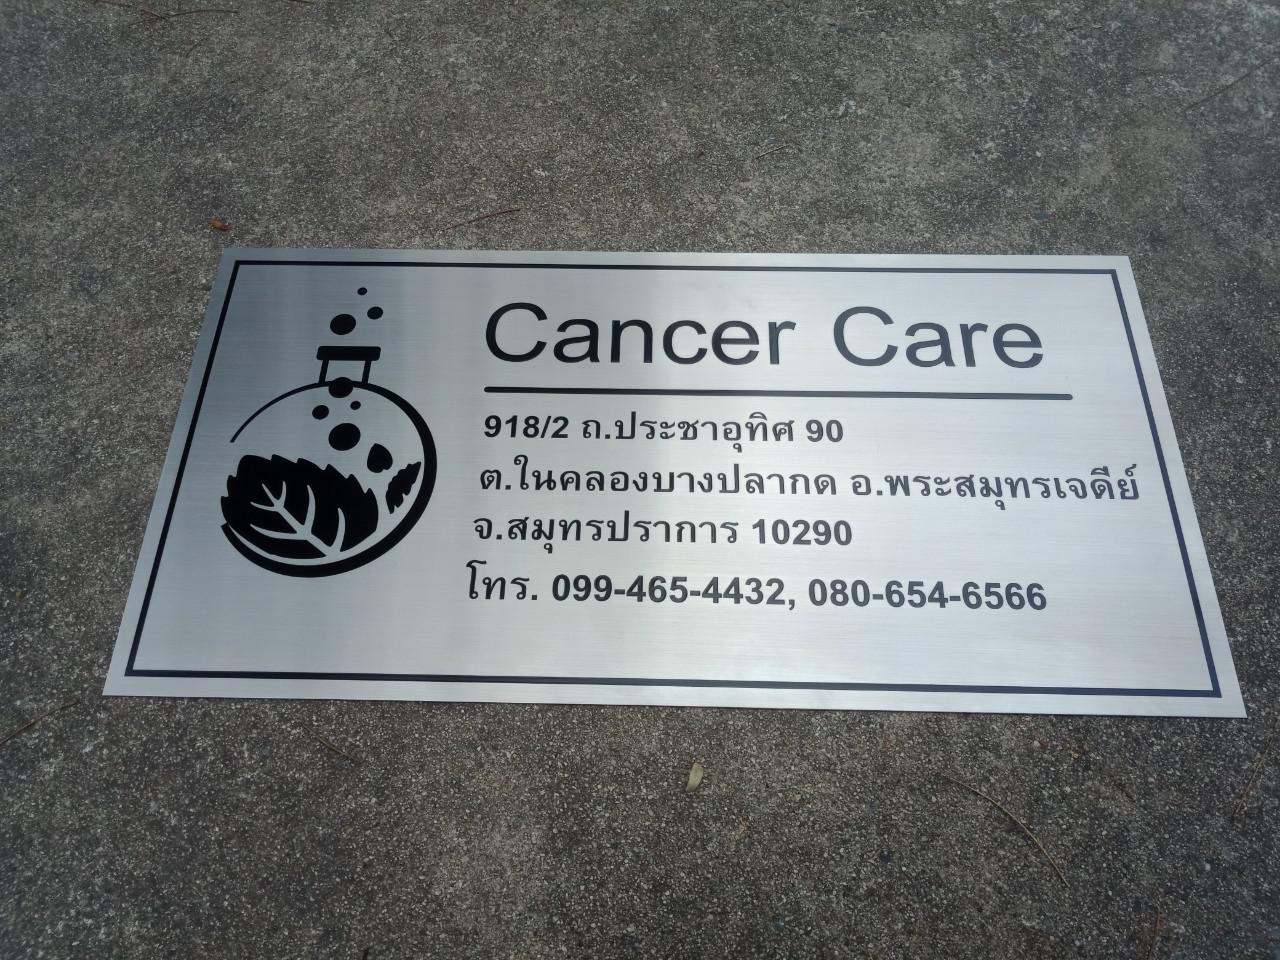 Cancer Care
918/2 ถ.ประชาอุทิศ 90
ต.ในคลองบางปลากด อ.พระสมุทรเจดีย์
จ.สมุทรปราการ 10290
โทร. 099-465-4432, 080-654-6566